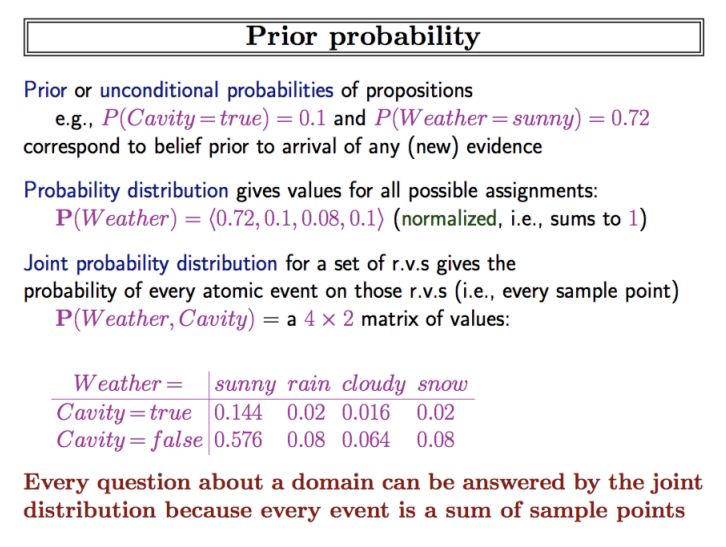 Prior probability
Prior or unconditional probabilities of propositions
e.g., P(Cavity = true) = 0.1 and P(Weather = sunny) = 0.72
correspond to belief prior to arrival of any (new) evidence
Probability distribution gives values for all possible assignments:
P(Weather) = ⟨0.72, 0.1, 0.08, 0.1⟩ (normalized, i.e., sums to 1)
Joint probability distribution for a set of r.v.s gives the
probability of every atomic event on those r.v.s (i.e., every sample point)
P(Weather, Cavity) = a 4 × 2 matrix of values:
Weather = sunny rain cloudy snow
Cavity = true 0.144 0.02 0.016 0.02
Cavity = false 0.576 0.08 0.064 0.08
Every question about a domain can be answered by the joint
distribution because every event is a sum of sample points